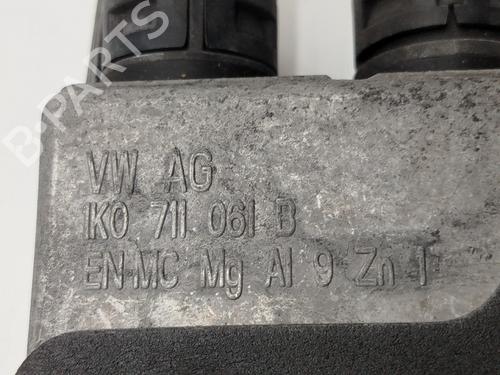 B-PARTS
VW AG
1K0 711 061 B
EN-MC Mg Al 9 Zn 1